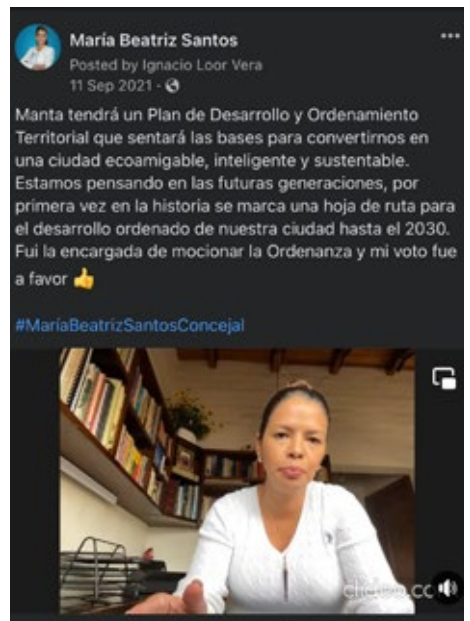 María Beatriz Santos
Posted by Ignacio Loor Vera
11 Sep 2021 ·
Manta tendrá un Plan de Desarrollo y Ordenamiento
Territorial que sentará las bases para convertirnos en
una ciudad ecoamigable, inteligente y sustentable.
Estamos pensando en las futuras generaciones, por
primera vez en la historia se marca una hoja de ruta para
el desarrollo ordenado de nuestra ciudad hasta el 2030.
Fui la encargada de mocionar la Ordenanza y mi voto fue
a favor 👍
#MaríaBeatrizSantosConcejal